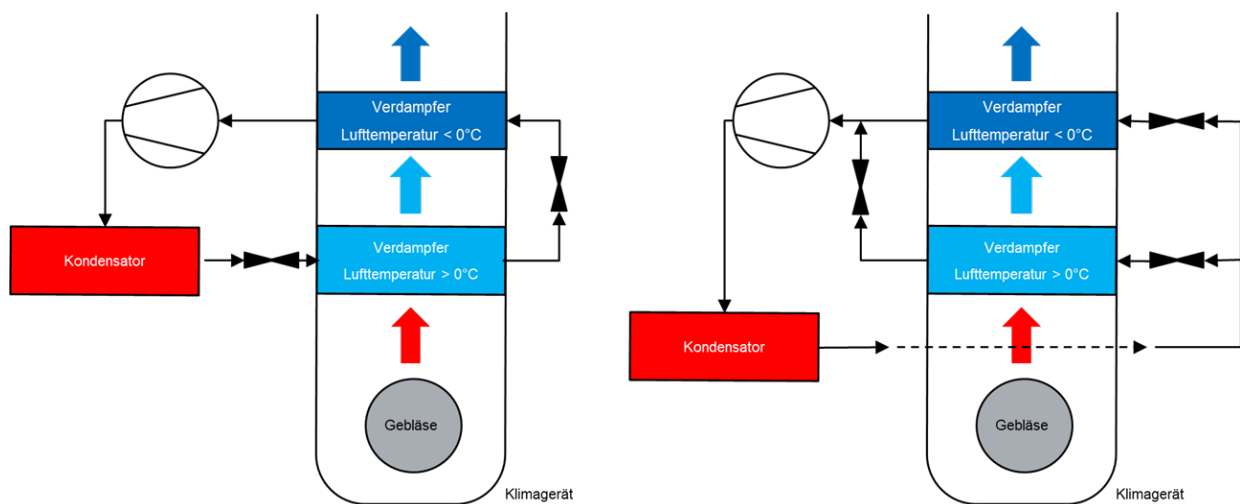 Verdampfer
Lufttemperatur < 0°C
Verdampfer
Lufttemperatur > 0°C
Kondensator
Gebläse
Klimagerät
Verdampfer
Lufttemperatur < 0°C
Verdampfer
Lufttemperatur > 0°C
Kondensator
Gebläse
Klimagerät